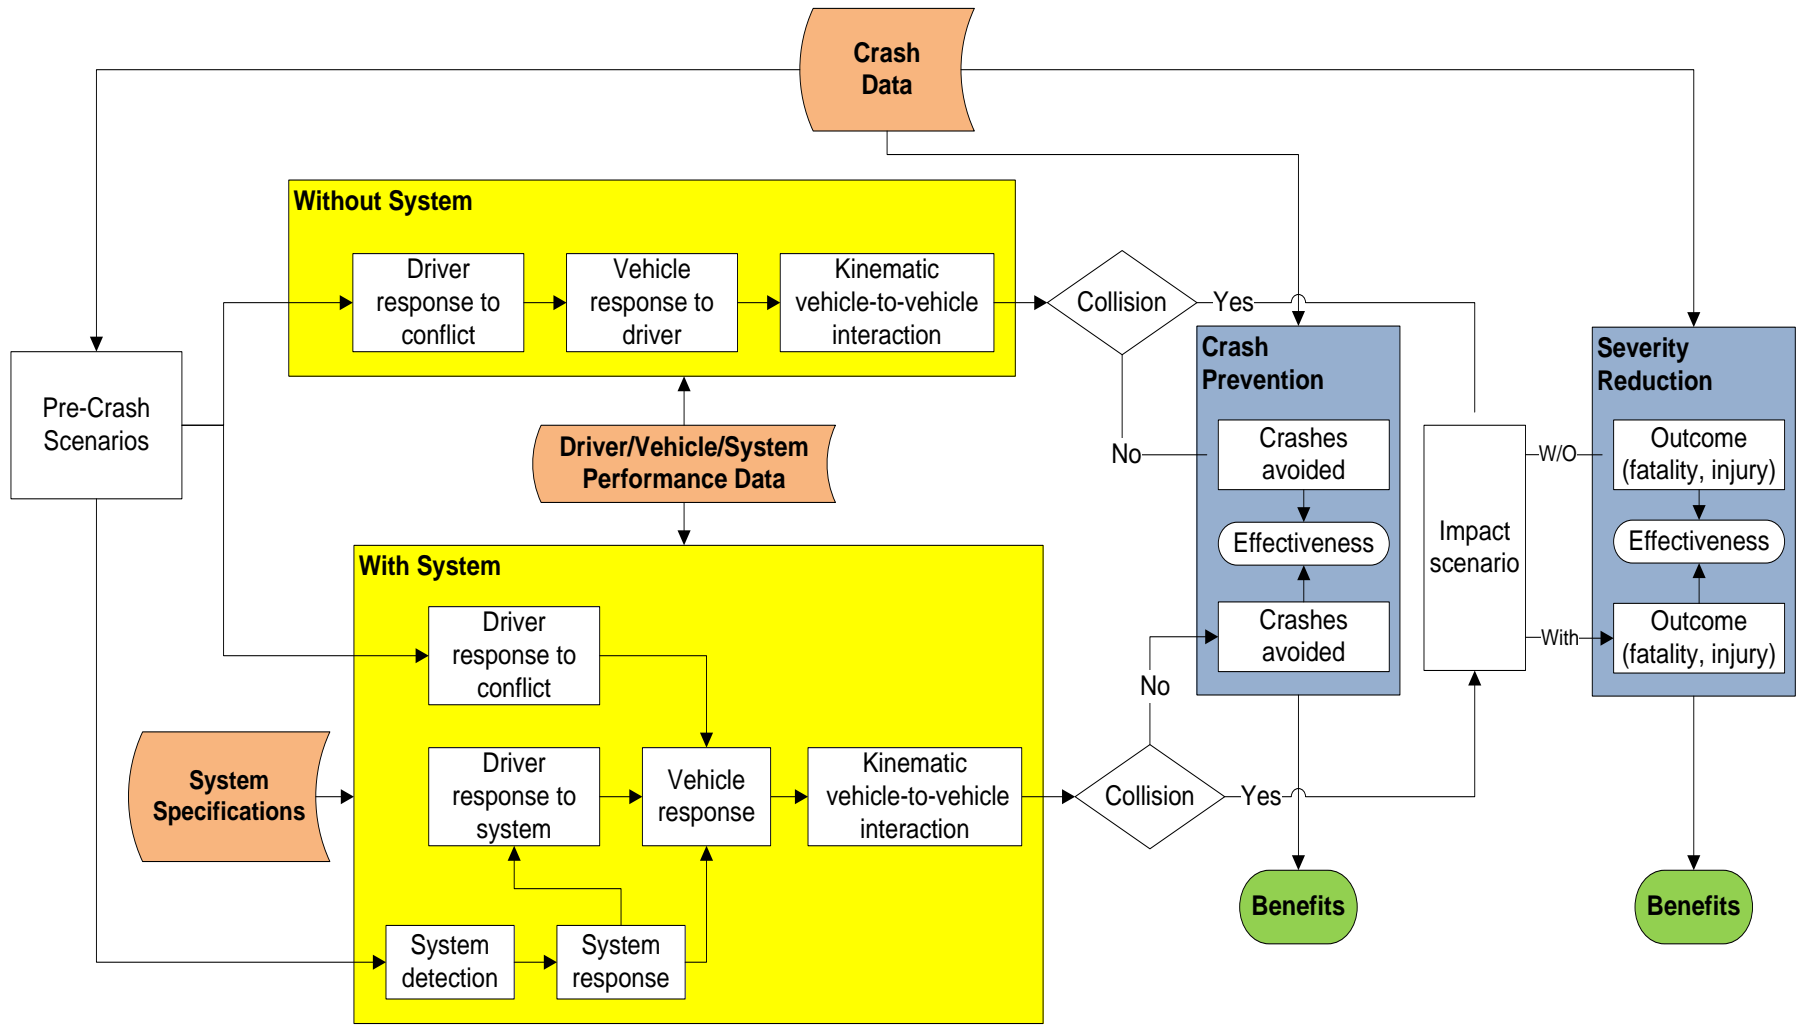 Crash
Data
Without System
Driver
response to
conflict
Vehicle
response to
driver
Kinematic
vehicle-to-vehicle
interaction
Collision
Yes
No
Crash
Prevention
Crashes
avoided
Effectiveness
Crashes
avoided
Severity
Reduction
Outcome
(fatality, injury)
Effectiveness
Outcome
(fatality, injury)
Pre-Crash
Scenarios
Driver/Vehicle/System
Performance Data
Impact
scenario
W/O
With
With System
Driver
response to
conflict
Driver
response to
system
Vehicle
response
Kinematic
vehicle-to-vehicle
interaction
System
detection
System
response
System
Specifications
Collision
No
Yes
Benefits
Benefits